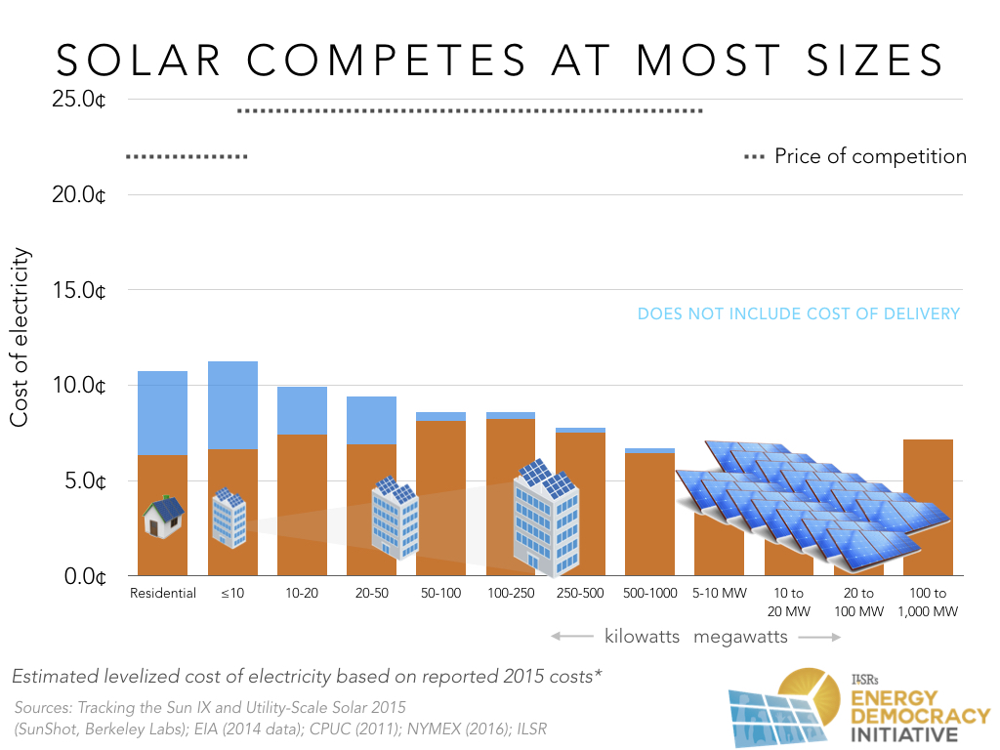 SOLAR COMPETES AT MOST SIZES
25.0¢
Price of competition
20.0¢
15.0¢
DOES NOT INCLUDE COST OF DELIVERY
Cost of electricity
10.0¢
5.0¢
0.0¢
Residential ≤10 10-20 20-50 50-100 100-250 250-500 500-1000 5-10 MW 10 to 20 to 100 to
20 MW 100 MW 1,000 MW
kilowatts megawatts
Estimated levelized cost of electricity based on reported 2015 costs*
Sources: Tracking the Sun IX and Utility-Scale Solar 2015
(SunShot, Berkeley Labs); EIA (2014 data); CPUC (2011); NYMEX (2016); ILSR
ILSRs
ENERGY
DEMOCRACY
INITIATIVE